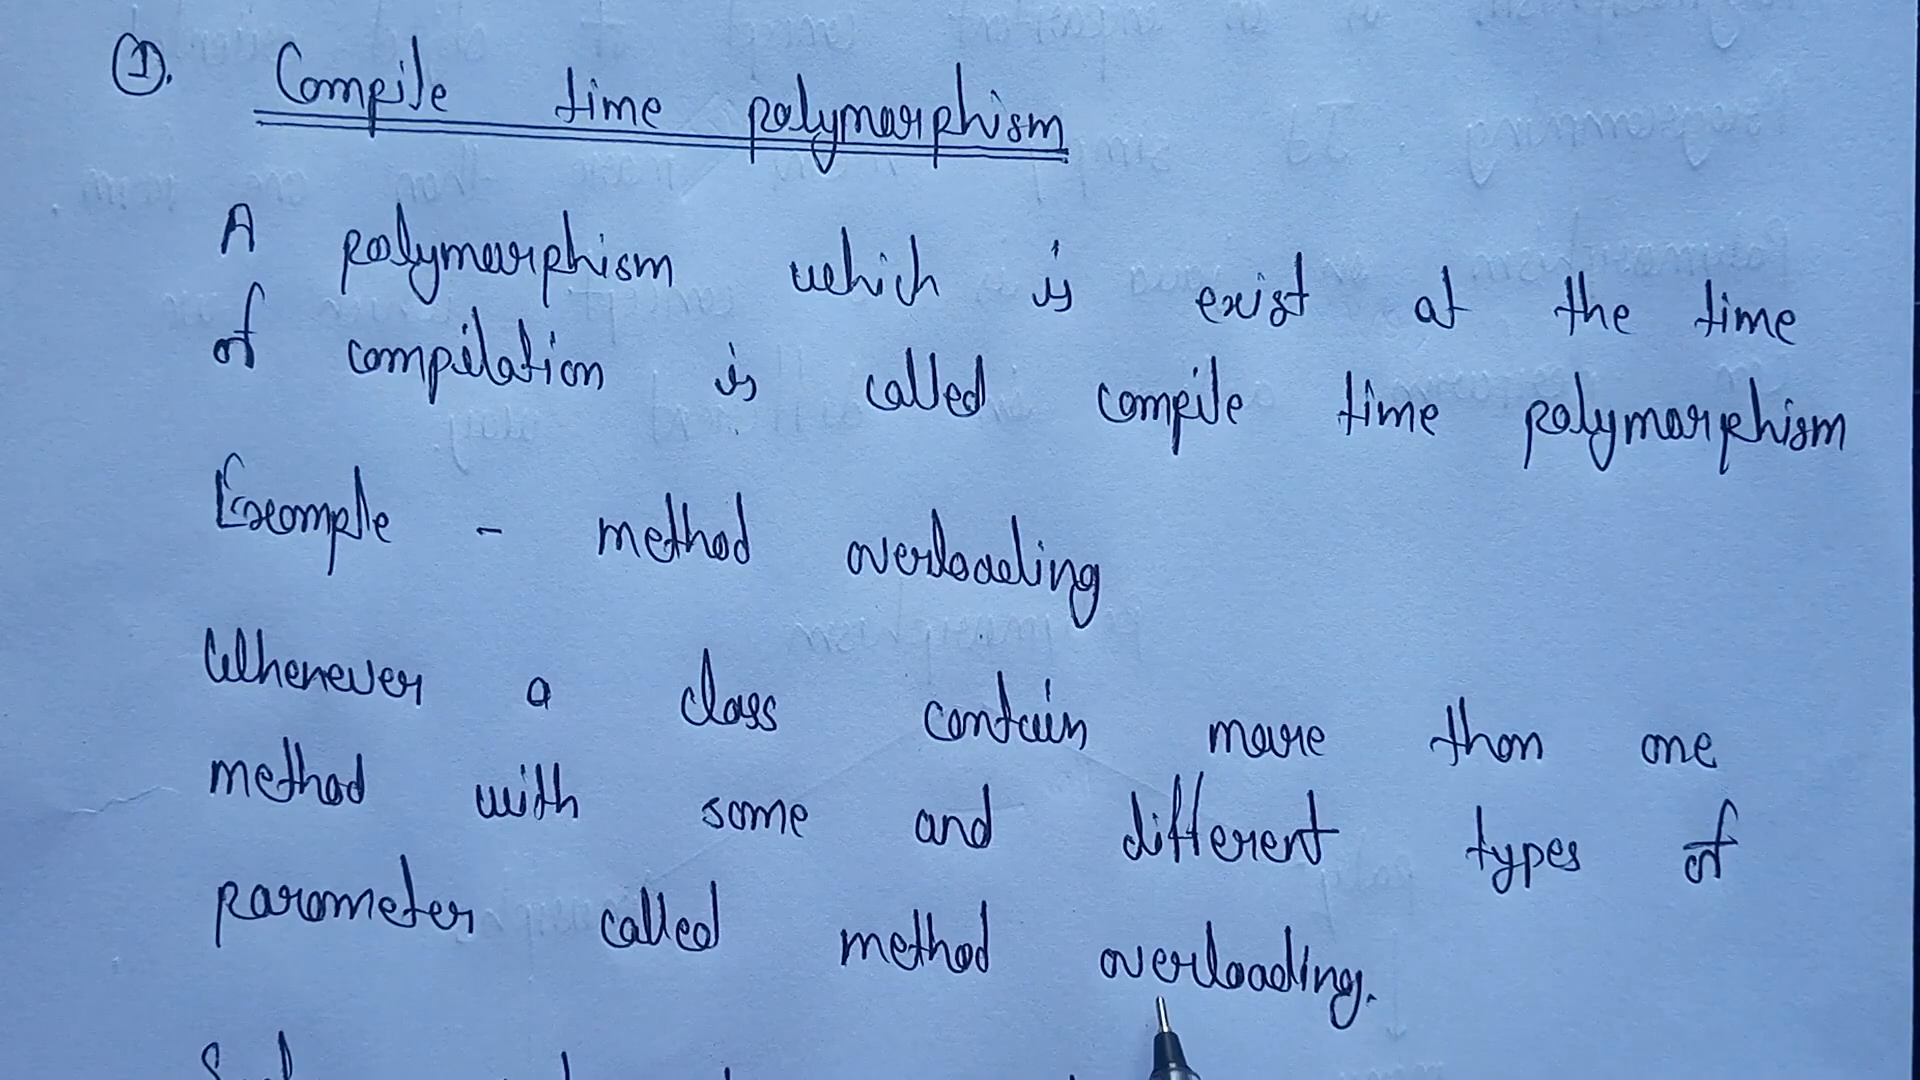 ①. Compile time polymorphism
A polymorphism which is exist at the time
of compilation is called compile time polymorphism
Example - method overloading
Whenever a class contain more than one
method with same and different types of
parameter called method overloading.